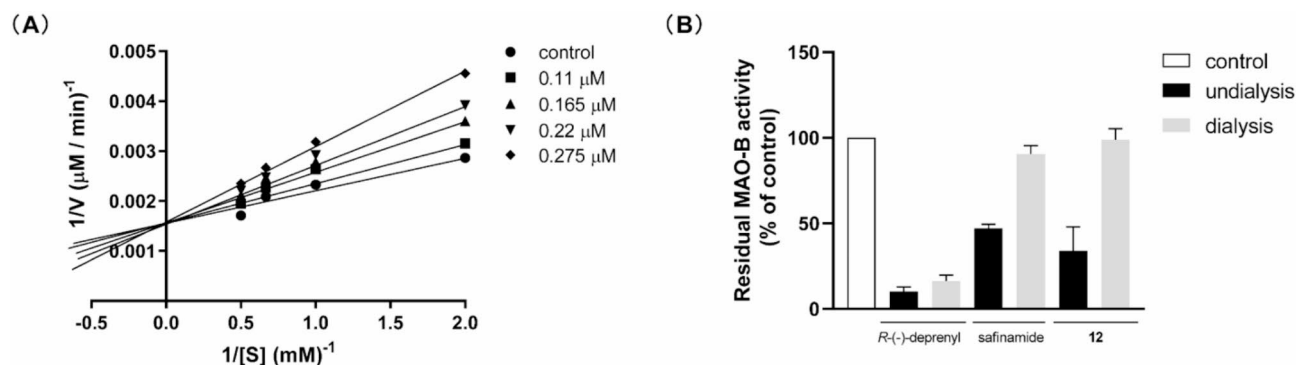 (A)
1/V (μM / min)⁻¹
0.005
0.004
0.003
0.002
0.001
-0.5
0.0
0.5
1.0
1.5
2.0
1/[S] (mM)⁻¹
control
0.11 μM
0.165 μM
0.22 μM
0.275 μM
(B)
Residual MAO-B activity
(% of control)
150
100
50
0
R-(-)-deprenyl
safinamide
12
control
undialysis
dialysis